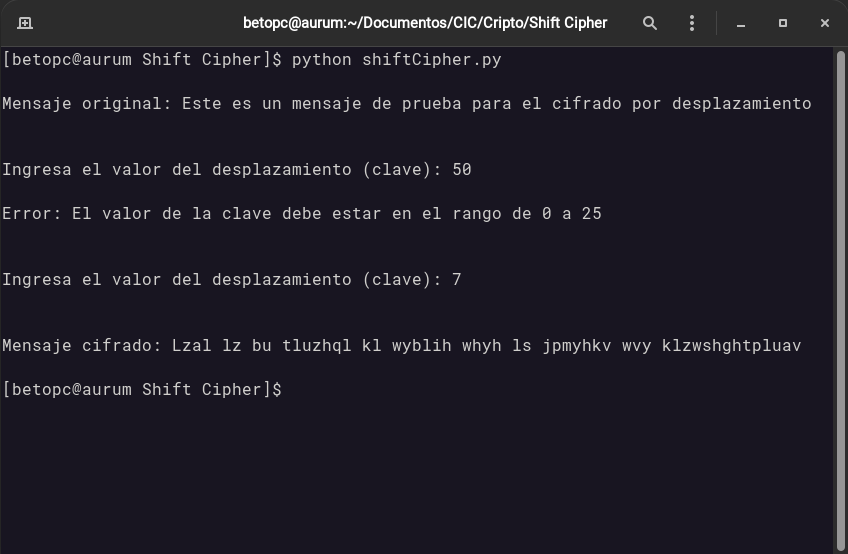 betopc@aurum:~/Documentos/CIC/Cripto/Shift Cipher
[betopc@aurum Shift Cipher]$ python shiftCipher.py
Mensaje original: Este es un mensaje de prueba para el cifrado por desplazamiento
Ingresa el valor del desplazamiento (clave): 50
Error: El valor de la clave debe estar en el rango de 0 a 25
Ingresa el valor del desplazamiento (clave): 7
Mensaje cifrado: Lzal lz bu tluzhql kl wyblih whyh ls jpmyhkv wvy klzwshghtpluav
[betopc@aurum Shift Cipher]$